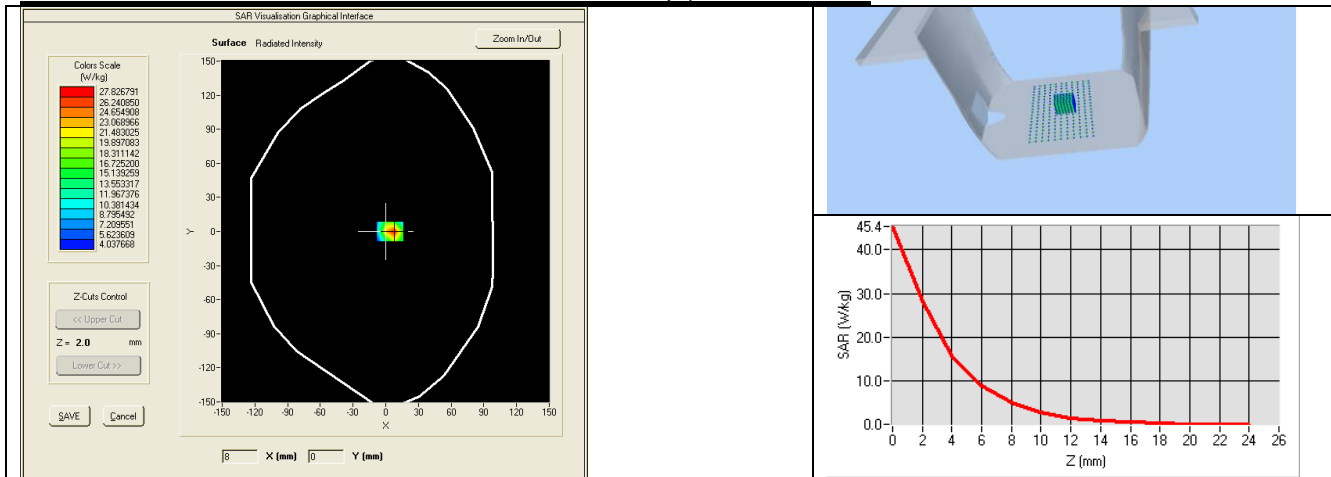 SAR Visualisation Graphical Interface
Surface Radiated Intensity
Zoom In/Out
Colors Scale
(W/kg)
27.826791
26.240850
24.654908
23.068966
21.483025
19.897083
18.311142
16.725200
15.139259
13.553317
11.967376
10.381434
8.795492
7.209551
5.623609
4.037668
Z-Cuts Control
<< Upper Cut
Z = 2.0 mm
Lower Cut >>
SAVE Cancel
150
120
90
60
30
Y 0
-30
-60
-90
-120
-150
-150 -120 -90 -60 -30 0 30 60 90 120 150
X
8 X (mm) 0 Y (mm)
45.4
40.0
30.0
20.0
10.0
0.0
SAR (W/kg)
0 2 4 6 8 10 12 14 16 18 20 22 24 26
Z (mm)